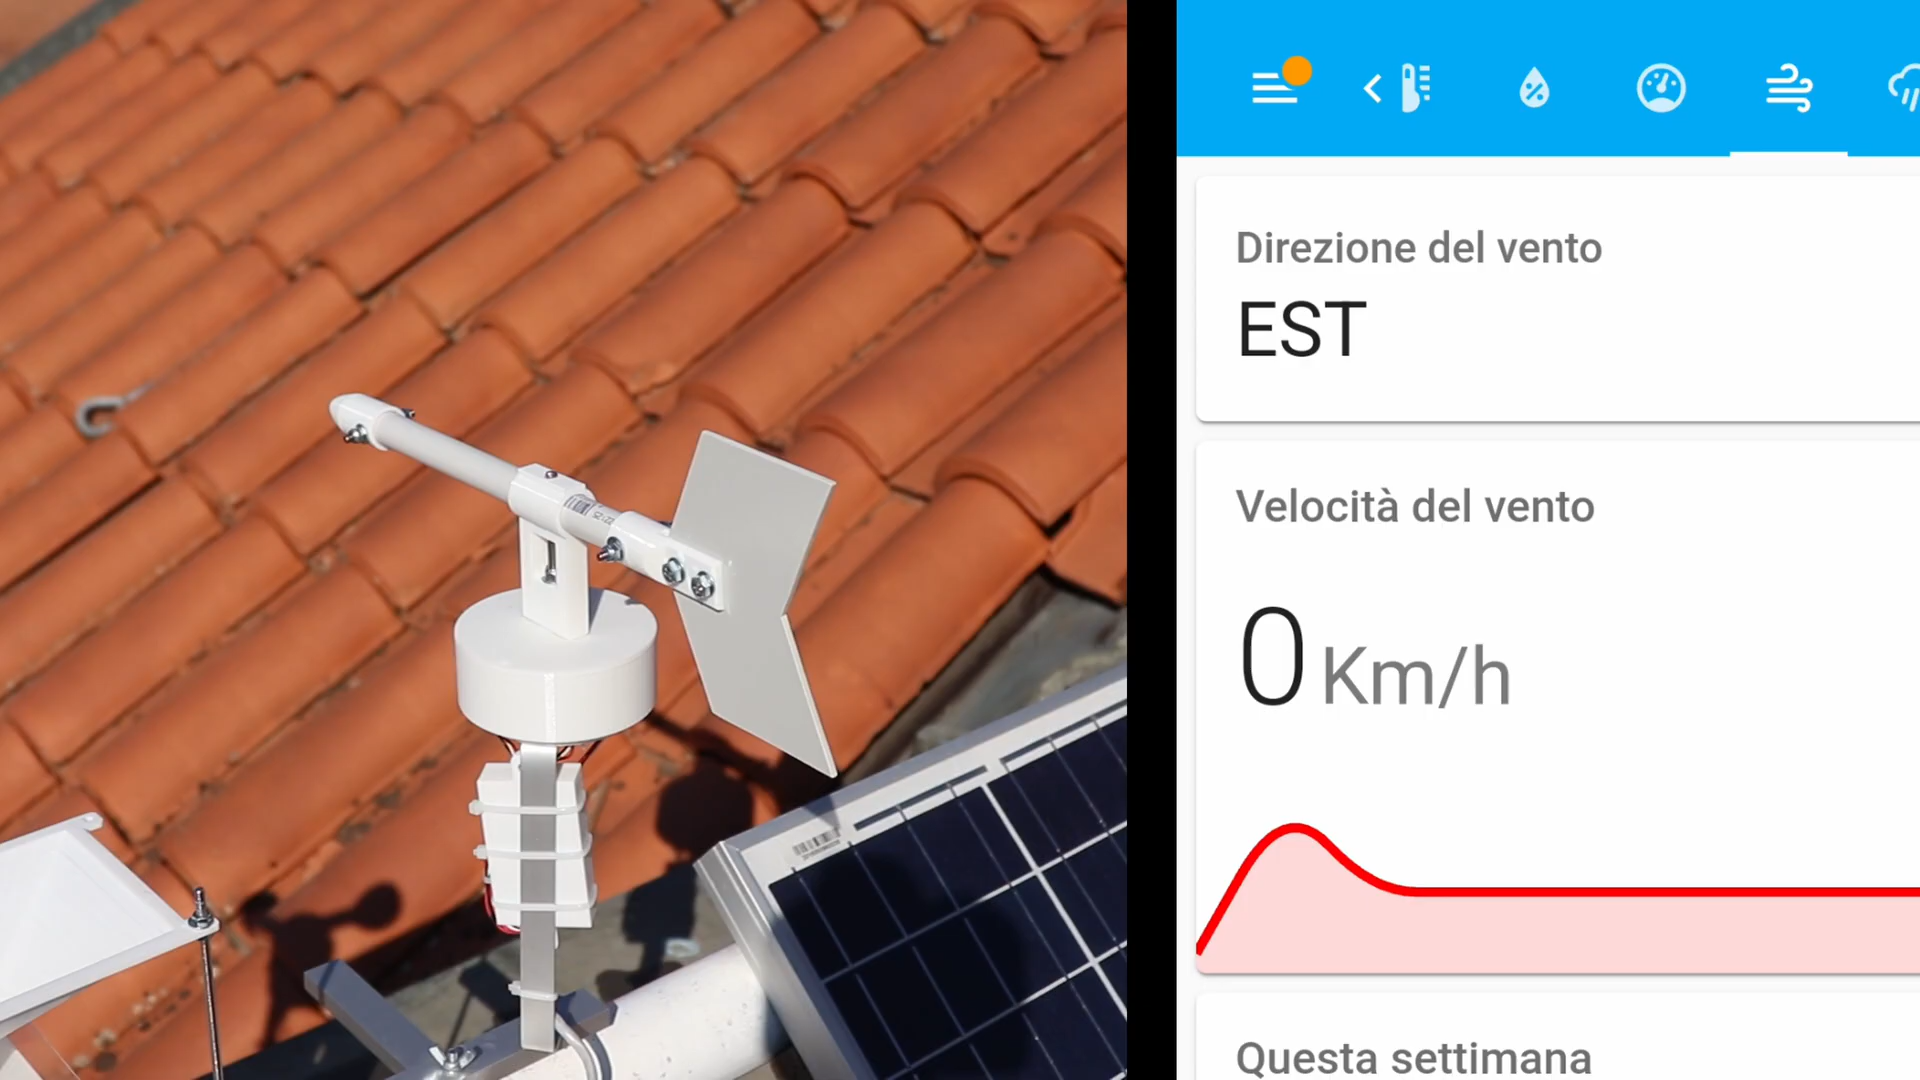 Direzione del vento
EST
Velocità del vento
0 Km/h
Questa settimana